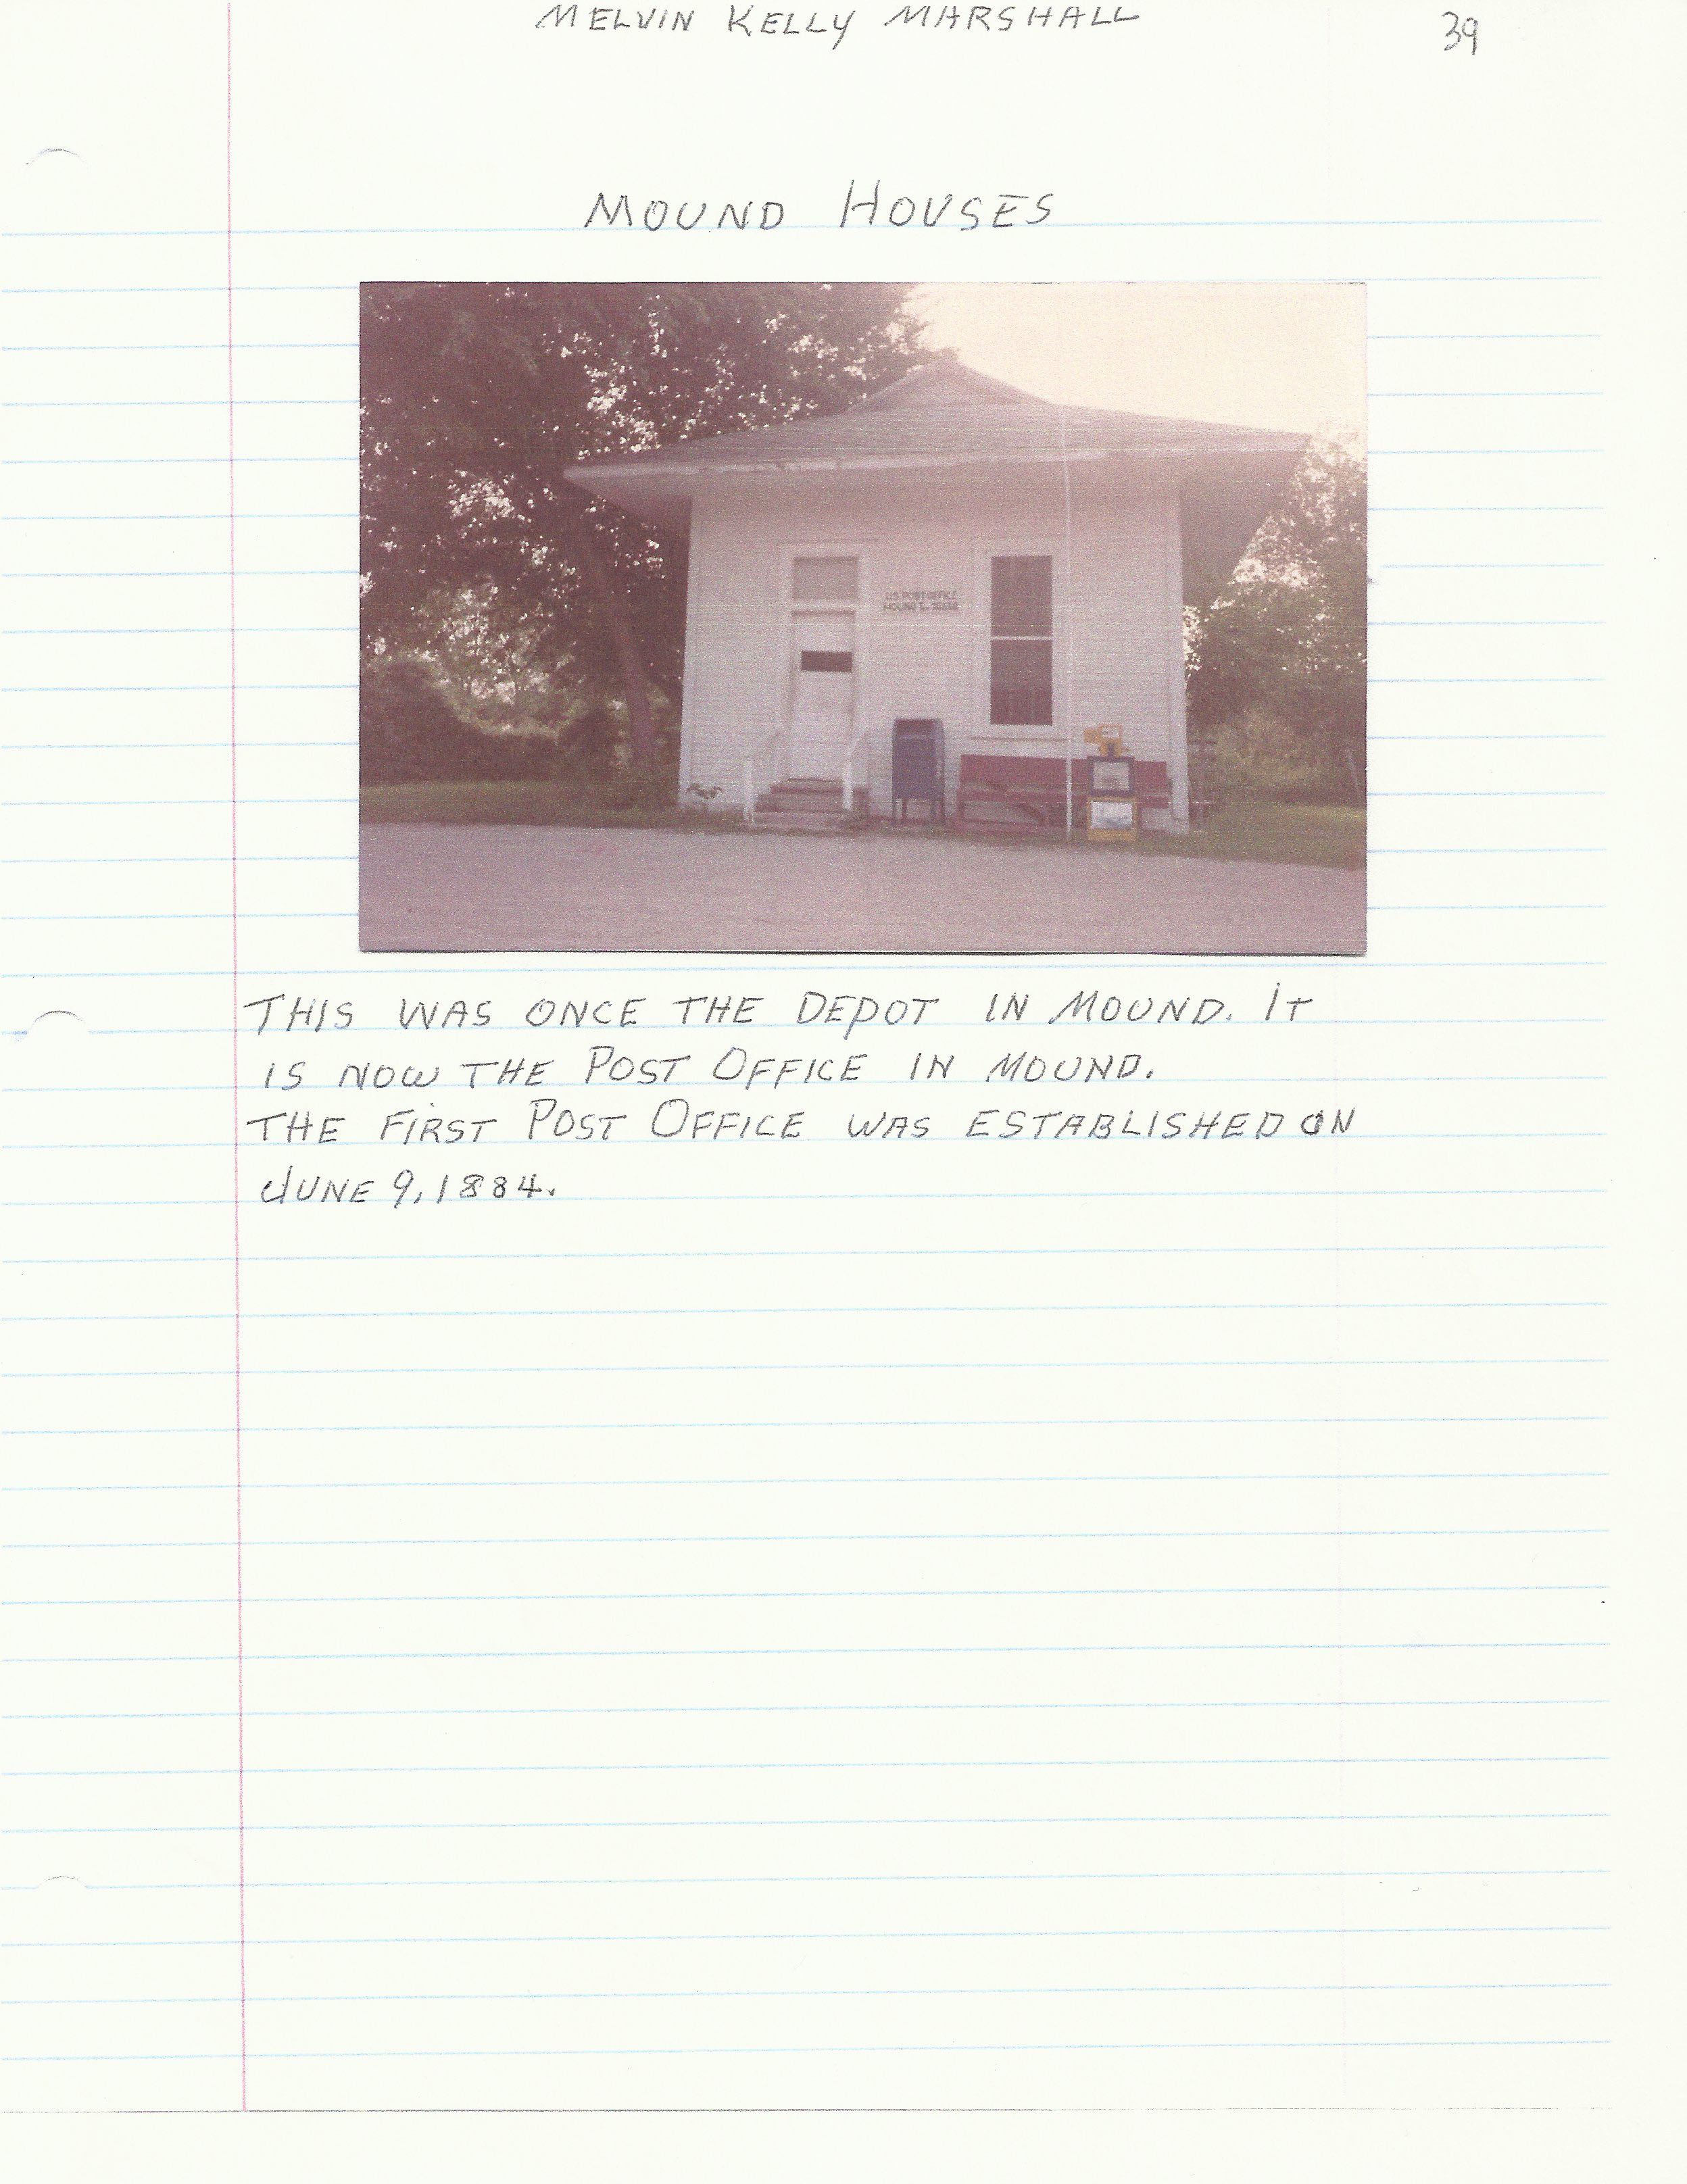 MELVIN KELLY MARSHALL
39
MOUND HOUSES
U.S. POST OFFICE
MOUND
THIS WAS ONCE THE DEPOT IN MOUND. IT
IS NOW THE POST OFFICE IN MOUND.
THE FIRST POST OFFICE WAS ESTABLISHED ON
JUNE 9, 1884.